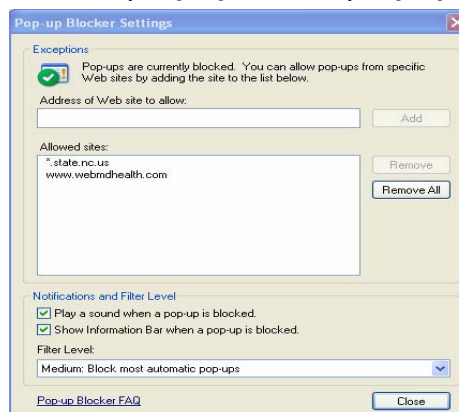 Pop-up Blocker Settings
Exceptions
Pop-ups are currently blocked. You can allow pop-ups from specific
Web sites by adding the site to the list below.
Address of Web site to allow:
Add
Allowed sites:
*.state.nc.us
www.webmdhealth.com
Remove
Remove All
Notifications and Filter Level
Play a sound when a pop-up is blocked.
Show Information Bar when a pop-up is blocked.
Filter Level:
Medium: Block most automatic pop-ups
Pop-up Blocker FAQ
Close